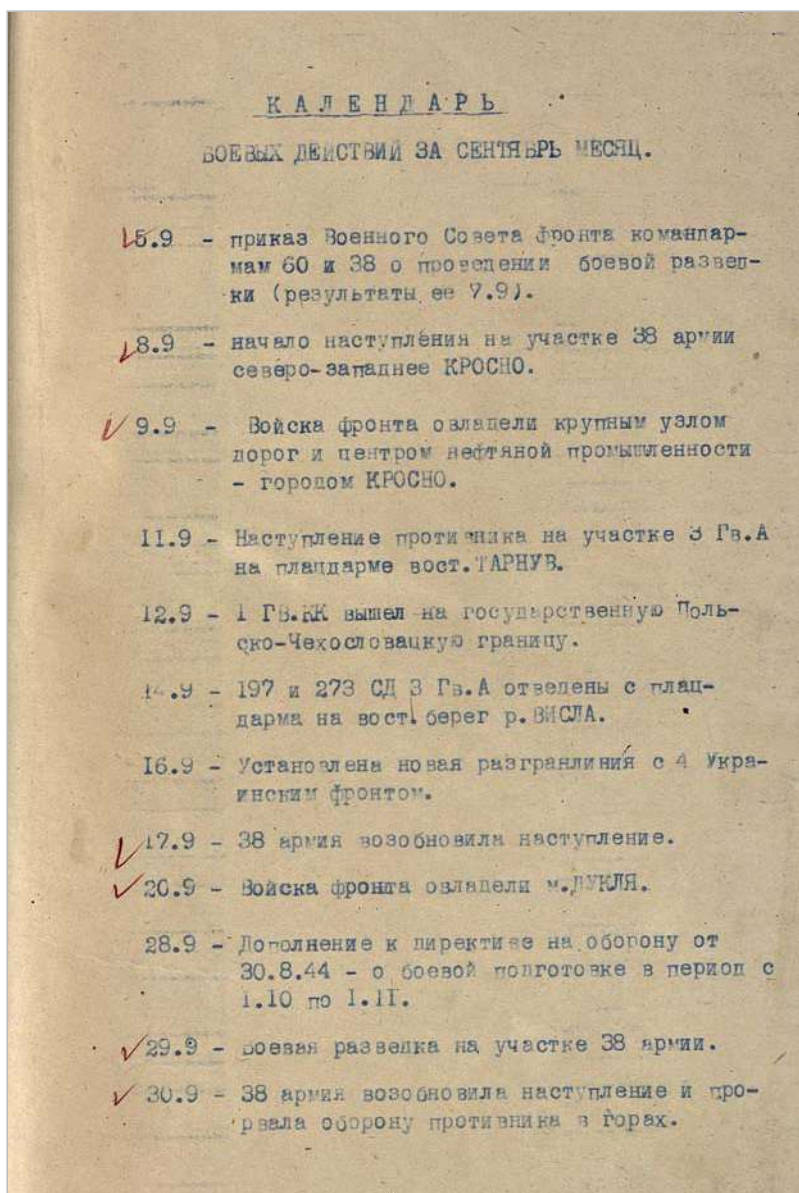 КАЛЕНДАРЬ
БОЕВЫХ ДЕЙСТВИЙ ЗА СЕНТЯБРЬ МЕСЯЦ.
5.9 - приказ Военного Совета фронта командар-
мам 60 и 38 о проведении боевой развед-
ки (результаты ее 7.9).
8.9 - начало наступления на участке 38 армии
северо-западнее КРОСНО.
9.9 - Войска фронта овладели крупным узлом
дорог и центром нефтяной промышленности
- городом КРОСНО.
II.9 - Наступление противника на участке 3 Гв.А
на плацдарме вост.ТАРНУВ.
12.9 - I ГВ.КК вышел на государственную Поль-
ско-Чехословацкую границу.
14.9 - 197 и 273 СД 3 Гв.А отведены с плац-
дарма на вост. берег р.ВИСЛА.
I6.9 - Установлена новая разгранлиния с 4 Укра-
инским фронтом.
17.9 - 38 армия возобновила наступление.
20.9 - Войска фронта овладели м.ДУКЛЯ.
28.9 - Дополнение к директиве на оборону от
30.8.44 - о боевой подготовке в период с
I.10 по I.II.
29.9 - Боевая разведка на участке 38 армии.
30.9 - 38 армия возобновила наступление и про-
рвала оборону противника в горах.